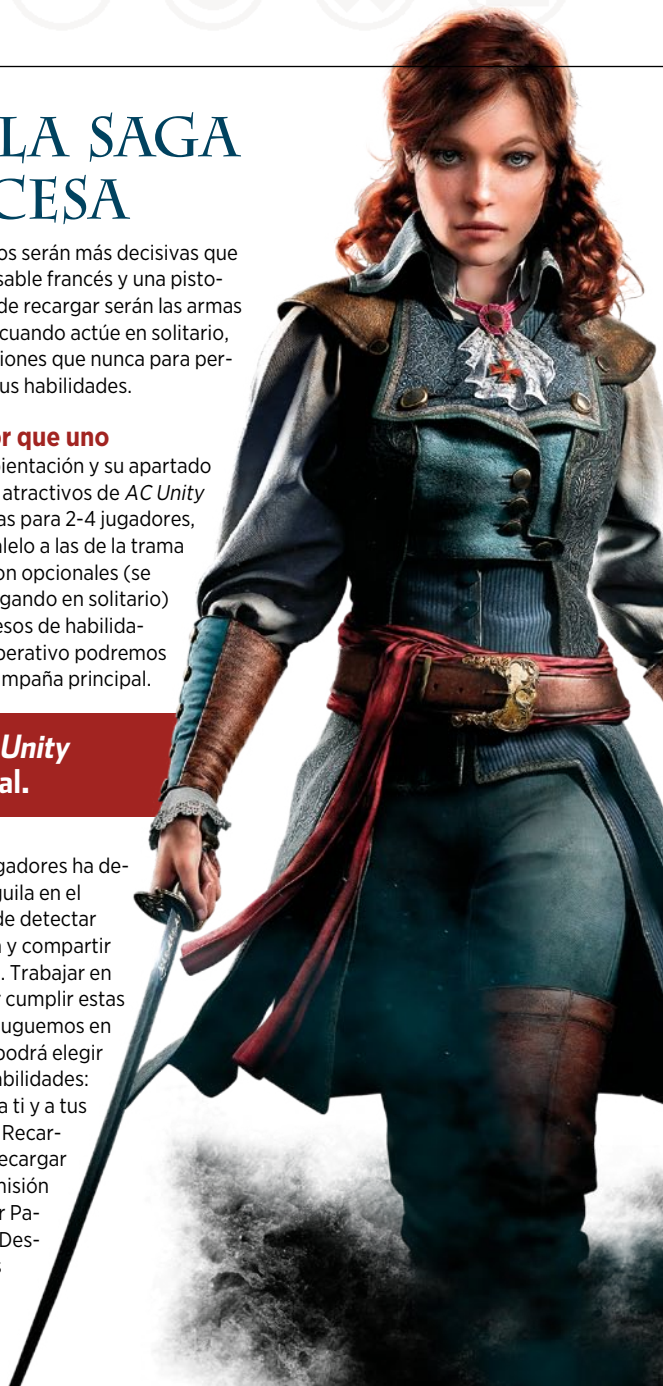 LA SAGA
CESA
os serán más decisivas que
sable francés y una pisto-
de recargar serán las armas
cuando actúe en solitario,
iones que nunca para per-
us habilidades.
or que uno
bientación y su apartado
atractivos de AC Unity
as para 2-4 jugadores,
alelo a las de la trama
on opcionales (se
gando en solitario)
esos de habilida-
perativo podremos
mpaña principal.
Unity
al.
gadores ha de-
guila en el
de detectar
a y compartir
. Trabajar en
r cumplir estas
juguemos en
podrá elegir
abilidades:
a ti y a tus
Recar-
ecargar
misión
r Pa-
Des-
s